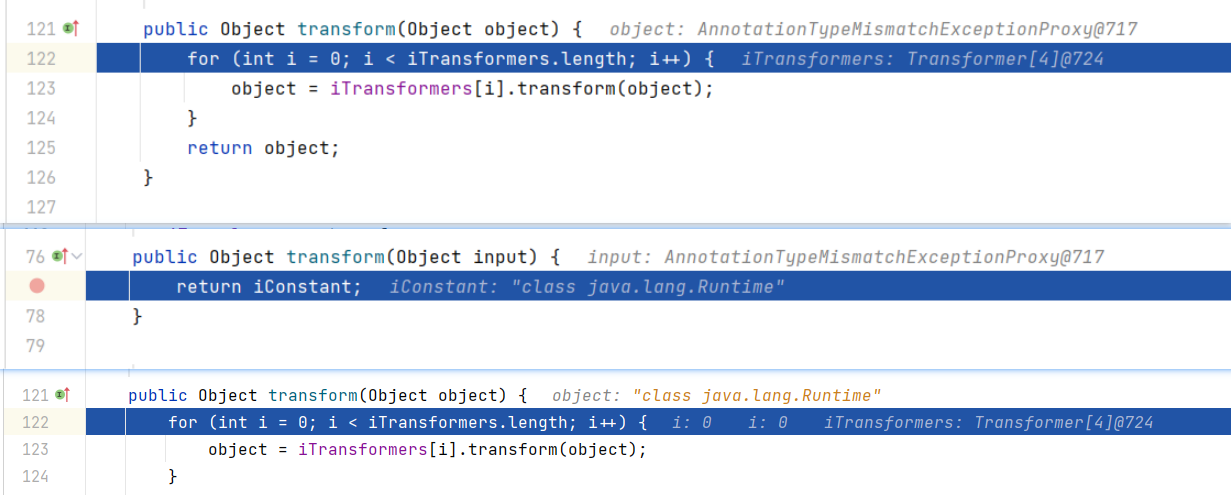 121 public Object transform(Object object) { object: AnnotationTypeMismatchExceptionProxy@717
122 for (int i = 0; i < iTransformers.length; i++) { iTransformers: Transformer[4]@724
123 object = iTransformers[i].transform(object);
124 }
125 return object;
126 }
127
76 public Object transform(Object input) { input: AnnotationTypeMismatchExceptionProxy@717
return iConstant; iConstant: "class java.lang.Runtime"
78 }
79
121 public Object transform(Object object) { object: "class java.lang.Runtime"
122 for (int i = 0; i < iTransformers.length; i++) { i: 0 i: 0 iTransformers: Transformer[4]@724
123 object = iTransformers[i].transform(object);
124 }